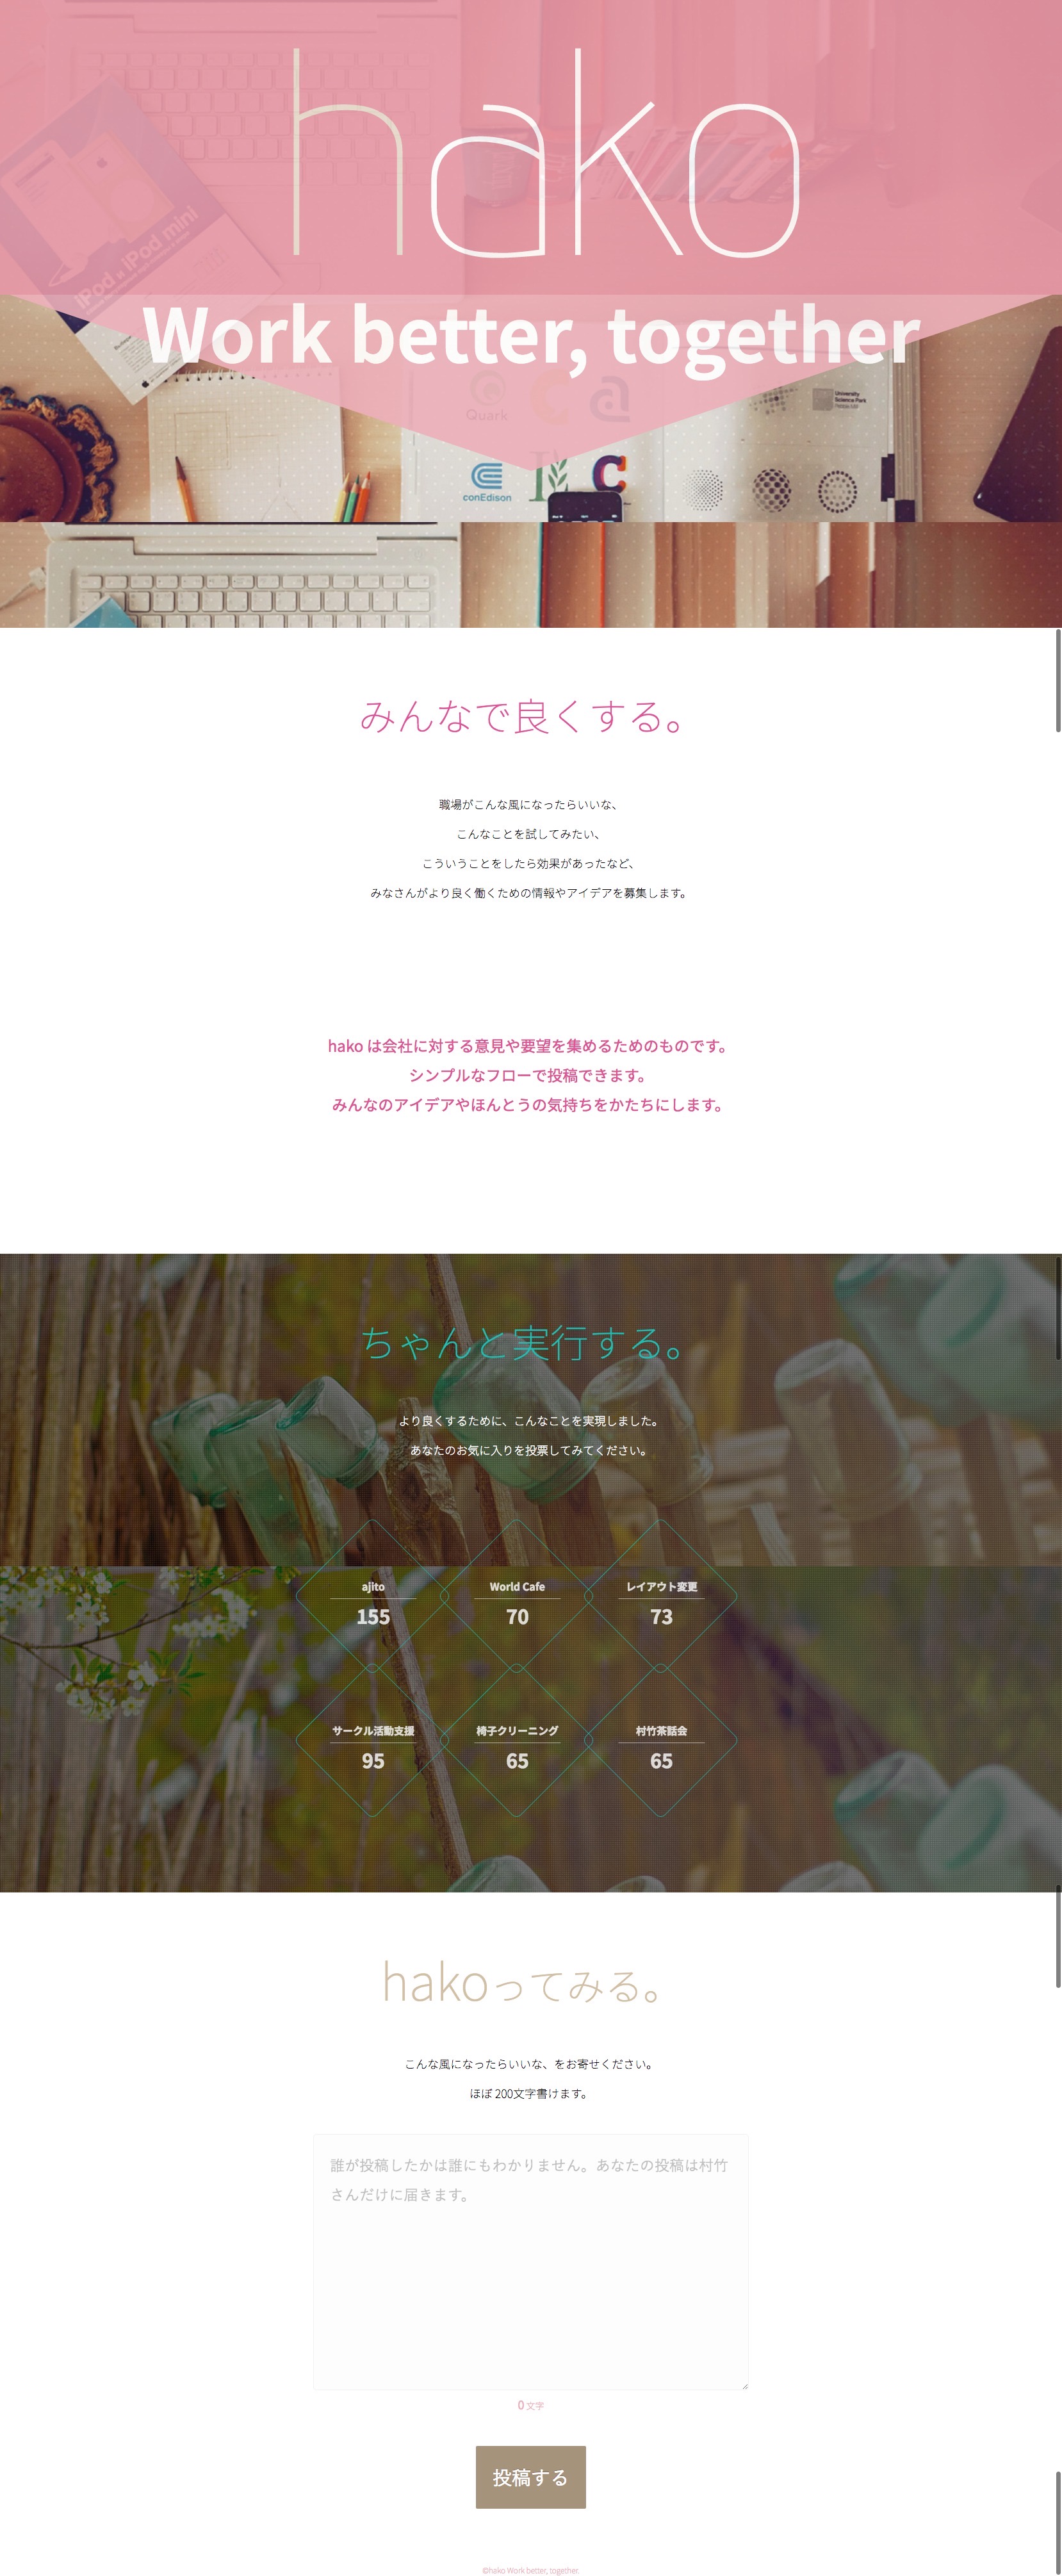 hako
iPod w iPod mini
Work better, together
Quark
University
Science Park
conEdison
みんなで良くする。
職場がこんな風になったらいいな、
こんなことを試してみたい、
こういうことをしたら効果があったなど、
みなさんがより良く働くための情報やアイデアを募集します。
hako は会社に対する意見や要望を集めるためのものです。
シンプルなフローで投稿できます。
みんなのアイデアやほんとうの気持ちをかたちにします。
ちゃんと実行する。
より良くするために、こんなことを実現しました。
あなたのお気に入りを投票してみてください。
ajito
155
World Cafe
70
レイアウト変更
73
サークル活動支援
95
椅子クリーニング
65
村竹茶話会
65
hakoってみる。
こんな風になったらいいな、をお寄せください。
ほぼ 200文字書けます。
誰が投稿したかは誰にもわかりません。あなたの投稿は村竹
さんだけに届きます。
0 文字
投稿する
©hako Work better, together.